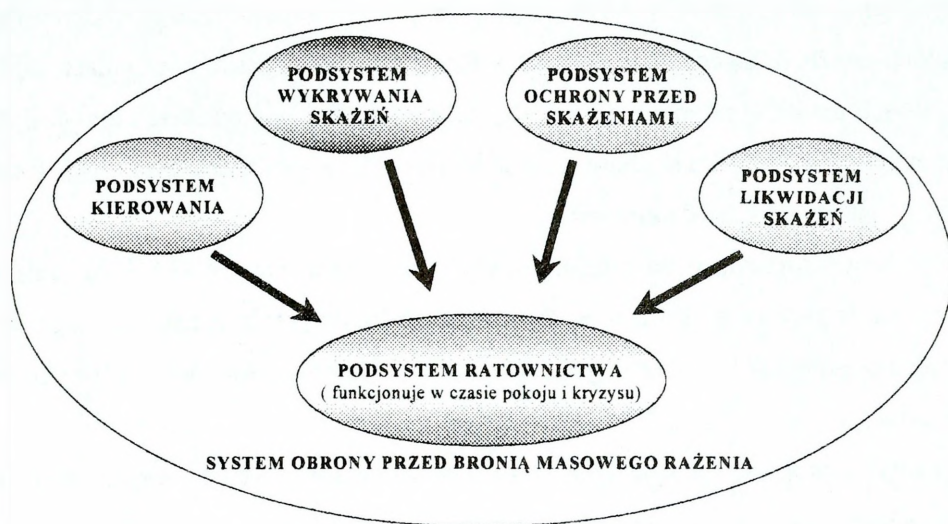 PODSYSTEM
WYKRYWANIA
SKAŻEŃ
PODSYSTEM
OCHRONY PRZED
SKAŻENIAMI
PODSYSTEM
KIEROWANIA
PODSYSTEM
LIKWIDACJI
SKAŻEŃ
PODSYSTEM RATOWNICTWA
( funkcjonuje w czasie pokoju i kryzysu)
SYSTEM OBRONY PRZED BRONIĄ MASOWEGO RAŻENIA